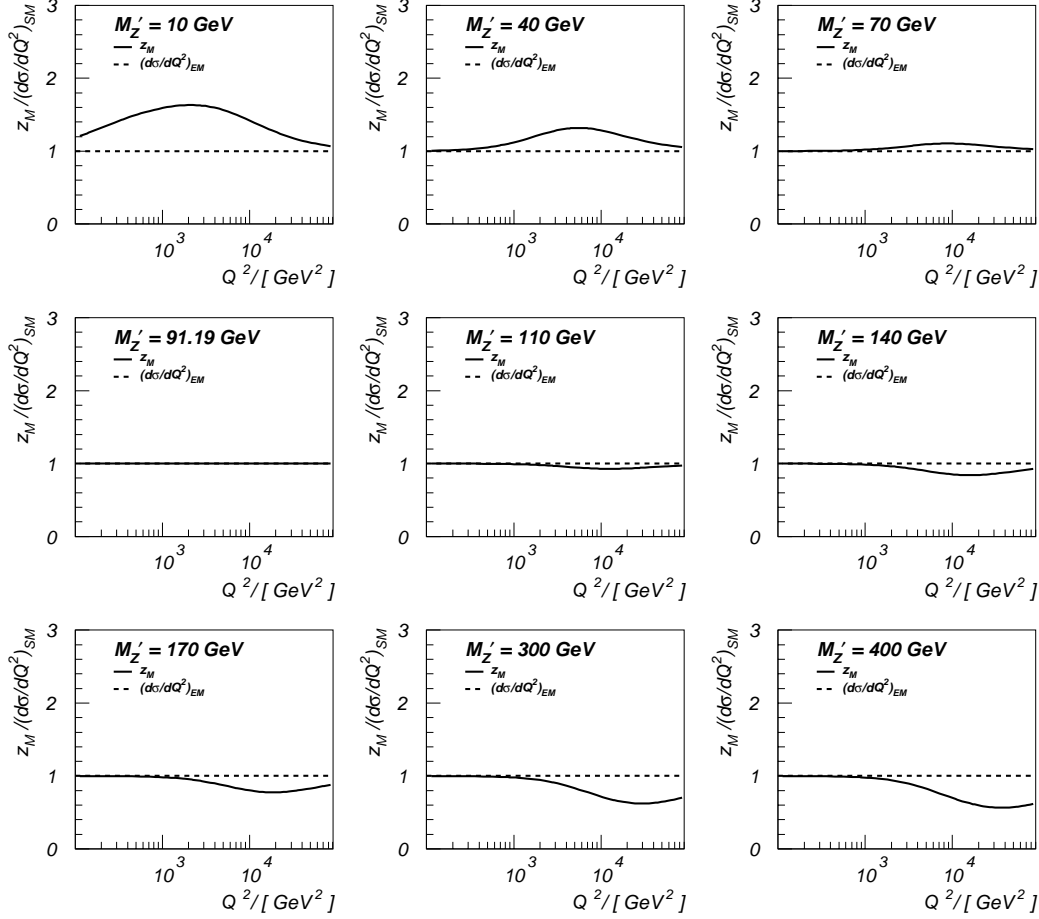 z_M /(dσ/dQ²)_SM
3
2
1
0
M_Z′ = 10 GeV
z_M
(dσ/dQ²)_EM
10³
10⁴
Q ²/[ GeV² ]
z_M /(dσ/dQ²)_SM
3
2
1
0
M_Z′ = 40 GeV
z_M
(dσ/dQ²)_EM
10³
10⁴
Q ²/[ GeV² ]
z_M /(dσ/dQ²)_SM
3
2
1
0
M_Z′ = 70 GeV
z_M
(dσ/dQ²)_EM
10³
10⁴
Q ²/[ GeV² ]
z_M /(dσ/dQ²)_SM
3
2
1
0
M_Z′ = 91.19 GeV
z_M
(dσ/dQ²)_EM
10³
10⁴
Q ²/[ GeV² ]
z_M /(dσ/dQ²)_SM
3
2
1
0
M_Z′ = 110 GeV
z_M
(dσ/dQ²)_EM
10³
10⁴
Q ²/[ GeV² ]
z_M /(dσ/dQ²)_SM
3
2
1
0
M_Z′ = 140 GeV
z_M
(dσ/dQ²)_EM
10³
10⁴
Q ²/[ GeV² ]
z_M /(dσ/dQ²)_SM
3
2
1
0
M_Z′ = 170 GeV
z_M
(dσ/dQ²)_EM
10³
10⁴
Q ²/[ GeV² ]
z_M /(dσ/dQ²)_SM
3
2
1
0
M_Z′ = 300 GeV
z_M
(dσ/dQ²)_EM
10³
10⁴
Q ²/[ GeV² ]
z_M /(dσ/dQ²)_SM
3
2
1
0
M_Z′ = 400 GeV
z_M
(dσ/dQ²)_EM
10³
10⁴
Q ²/[ GeV² ]